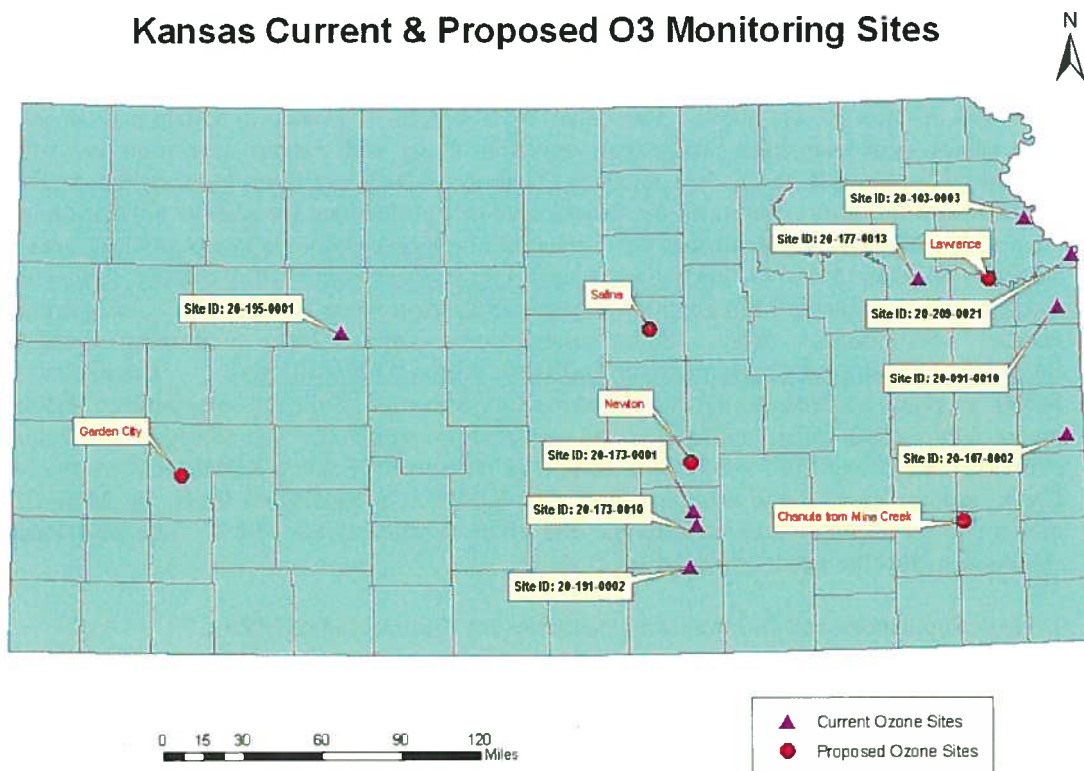 Kansas Current & Proposed O3 Monitoring Sites
N
Site ID: 20-103-0003
Site ID: 20-177-0013
Lawrence
Site ID: 20-195-0001
Salina
Site ID: 20-209-0021
Site ID: 20-091-0010
Garden City
Newton
Site ID: 20-173-0001
Site ID: 20-107-0002
Site ID: 20-173-0010
Chanute from Mine Creek
Site ID: 20-191-0002
0 15 30 60 90 120
Miles
Current Ozone Sites
Proposed Ozone Sites